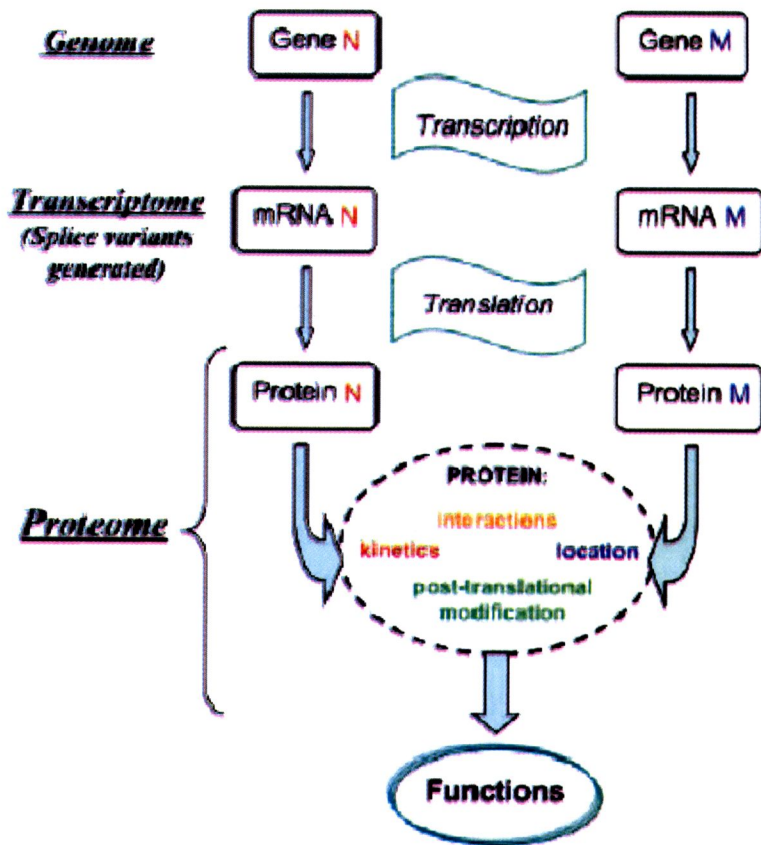 Genome
Gene N
Gene M
Transcription
Transcriptome
(Splice variants
generated)
mRNA N
mRNA M
Translation
Protein N
Protein M
Proteome
PROTEIN:
interactions
kinetics
location
post-translational
modification
Functions